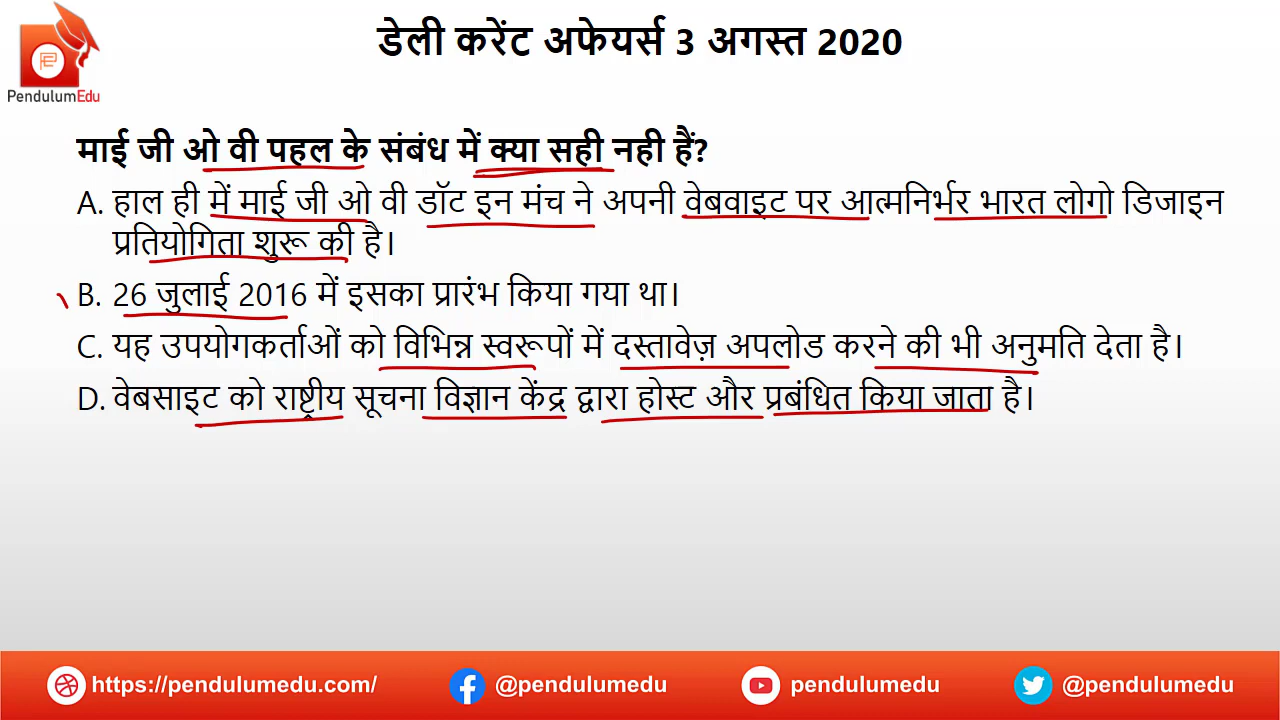 डेली करेंट अफेयर्स 3 अगस्त 2020
PendulumEdu
माई जी ओ वी पहल के संबंध में क्या सही नही हैं?
A. हाल ही में माई जी ओ वी डॉट इन मंच ने अपनी वेबवाइट पर आत्मनिर्भर भारत लोगो डिजाइन
प्रतियोगिता शुरू की है।
B. 26 जुलाई 2016 में इसका प्रारंभ किया गया था।
C. यह उपयोगकर्ताओं को विभिन्न स्वरूपों में दस्तावेज़ अपलोड करने की भी अनुमति देता है।
D. वेबसाइट को राष्ट्रीय सूचना विज्ञान केंद्र द्वारा होस्ट और प्रबंधित किया जाता है।
https://pendulumedu.com/ @pendulumedu pendulumedu @pendulumedu